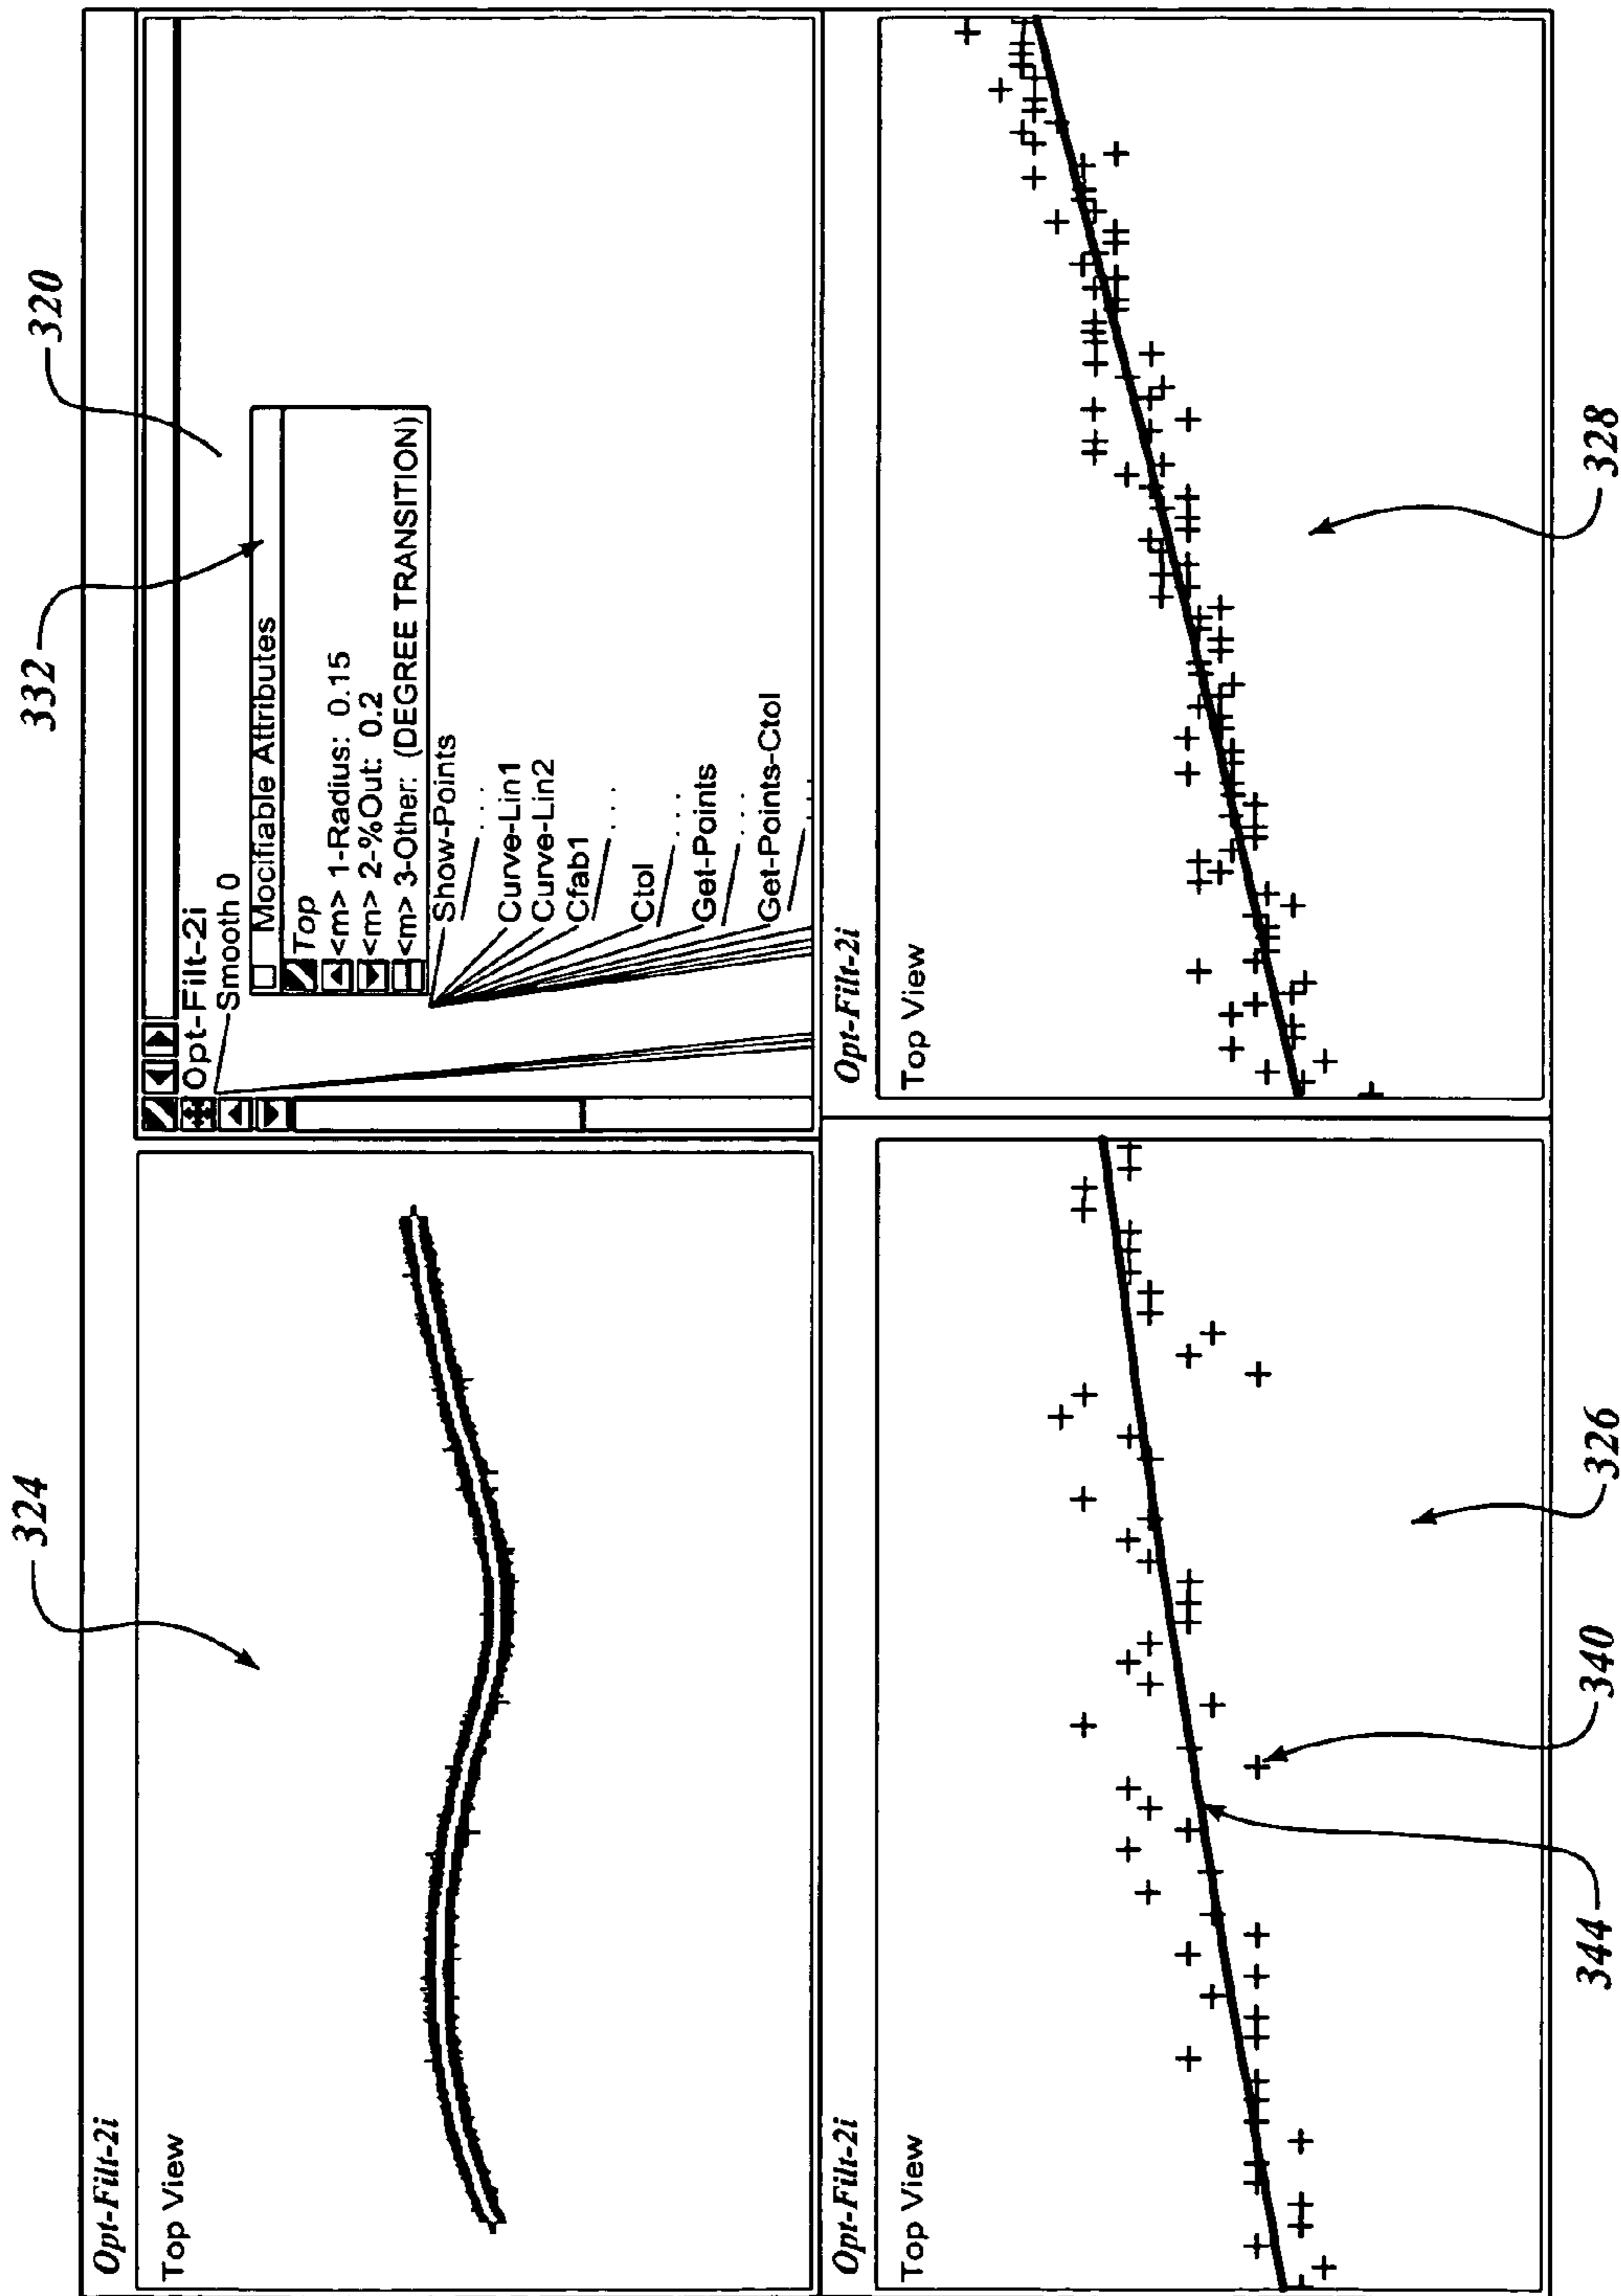 324
332
320
Opt-Filt-2i
Top View
Opt-Filt-2i
Smooth 0
Mocifiable Attributes
Top
<m> 1-Radius: 0.15
<m> 2-%Out: 0.2
<m> 3-Other: (DEGREE TRANSITION)
Show-Points
...
Curve-Lin1
Curve-Lin2
Cfab1
...
Ctol
...
Get-Points
...
Get-Points-Ctol
...
Opt-Filt-2i
Top View
Opt-Filt-2i
Top View
344
340
326
328